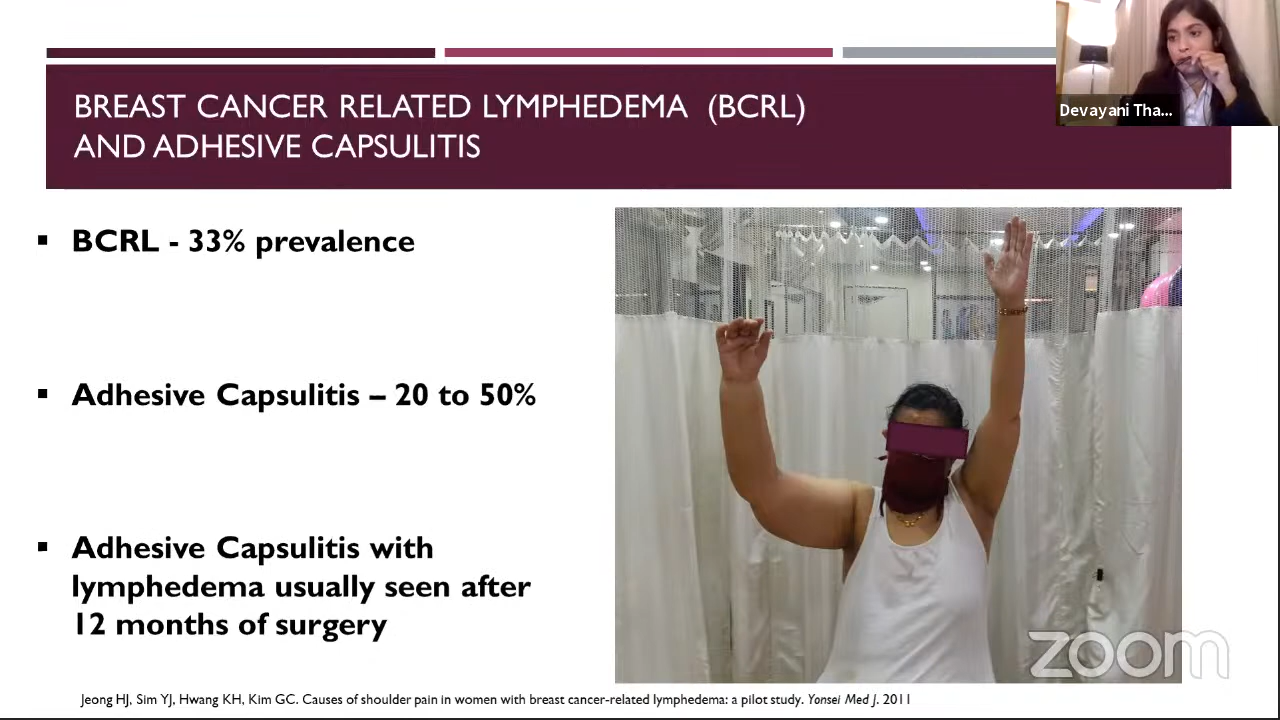 BREAST CANCER RELATED LYMPHEDEMA (BCRL)
AND ADHESIVE CAPSULITIS
Devayani Tha...
▪ BCRL - 33% prevalence
▪ Adhesive Capsulitis – 20 to 50%
▪ Adhesive Capsulitis with
lymphedema usually seen after
12 months of surgery
zoom
Jeong HJ, Sim YJ, Hwang KH, Kim GC. Causes of shoulder pain in women with breast cancer-related lymphedema: a pilot study. Yonsei Med J. 2011